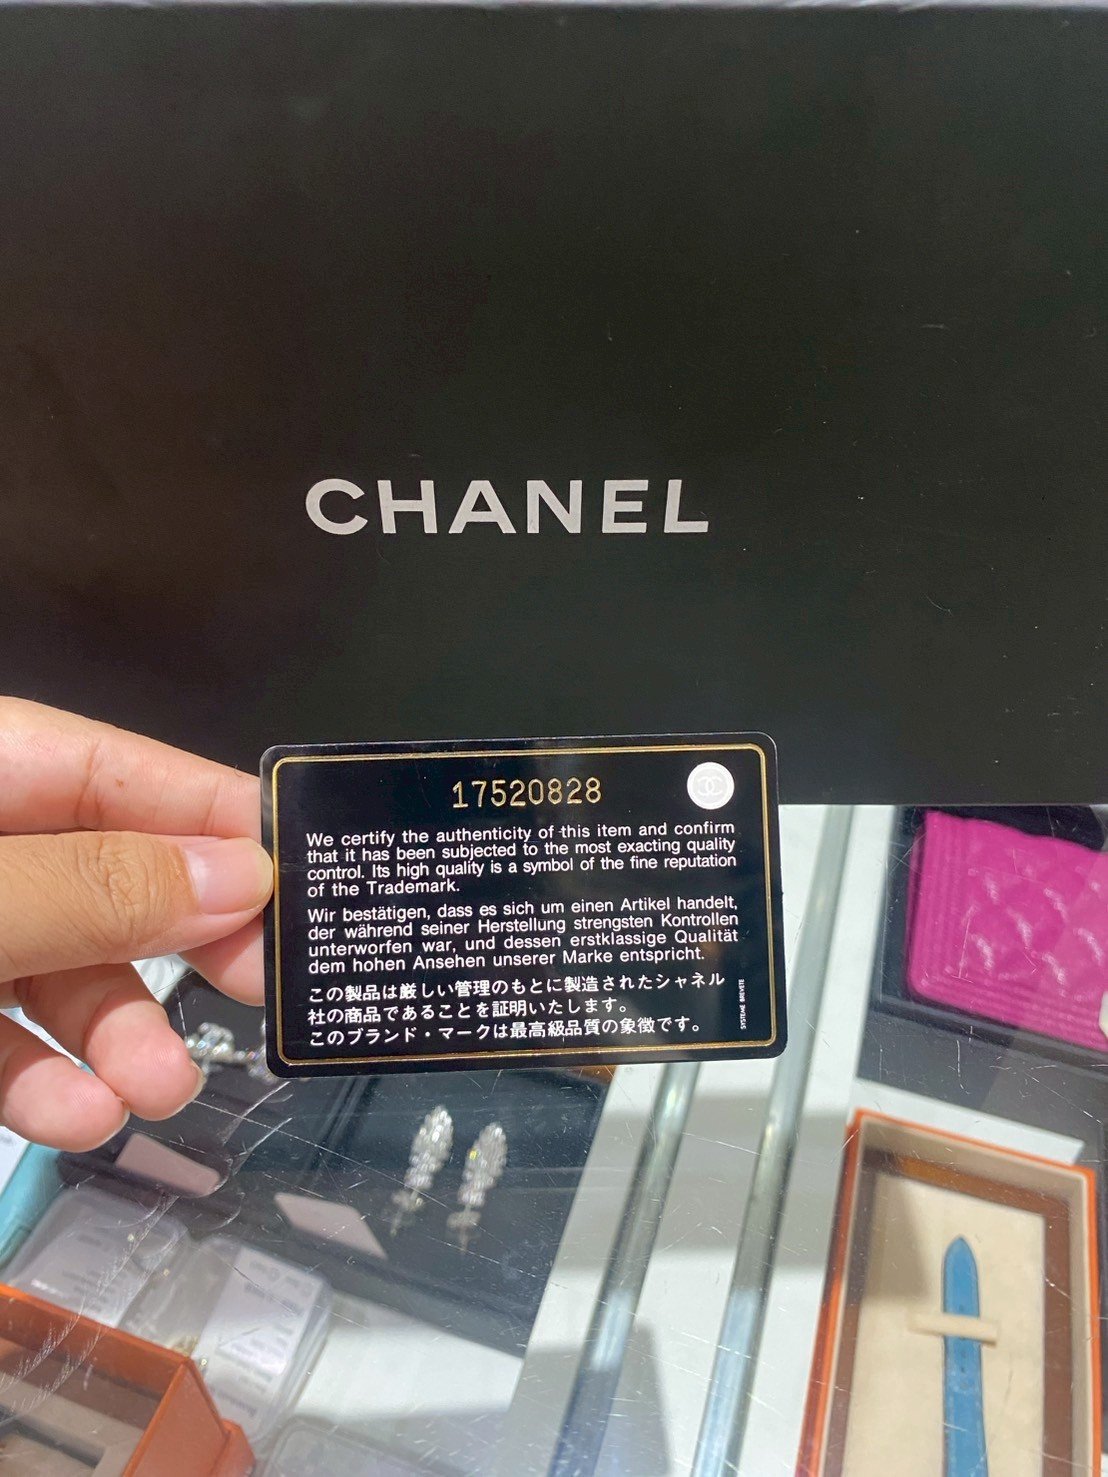 CHANEL
17520828
We certify the authenticity of this item and confirm
that it has been subjected to the most exacting quality
control. Its high quality is a symbol of the fine reputation
of the Trademark.
Wir bestätigen, dass es sich um einen Artikel handelt,
der während seiner Herstellung strengsten Kontrollen
unterworfen war, und dessen erstklassige Qualität
dem hohen Ansehen unserer Marke entspricht.
この製品は厳しい管理のもとに製造されたシャネル
社の商品であることを証明いたします。
このブランド・マークは最高級品質の象徴です。
SYSTEME BREVETE